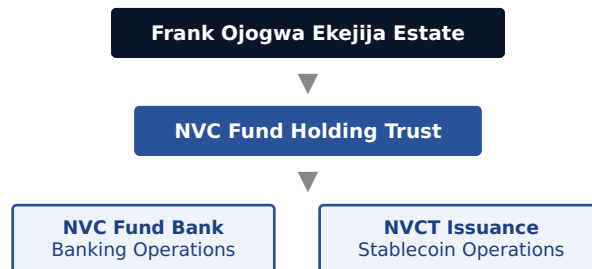 Frank Ojogwa Ekejija Estate
NVC Fund Holding Trust
NVC Fund Bank
Banking Operations
NVCT Issuance
Stablecoin Operations